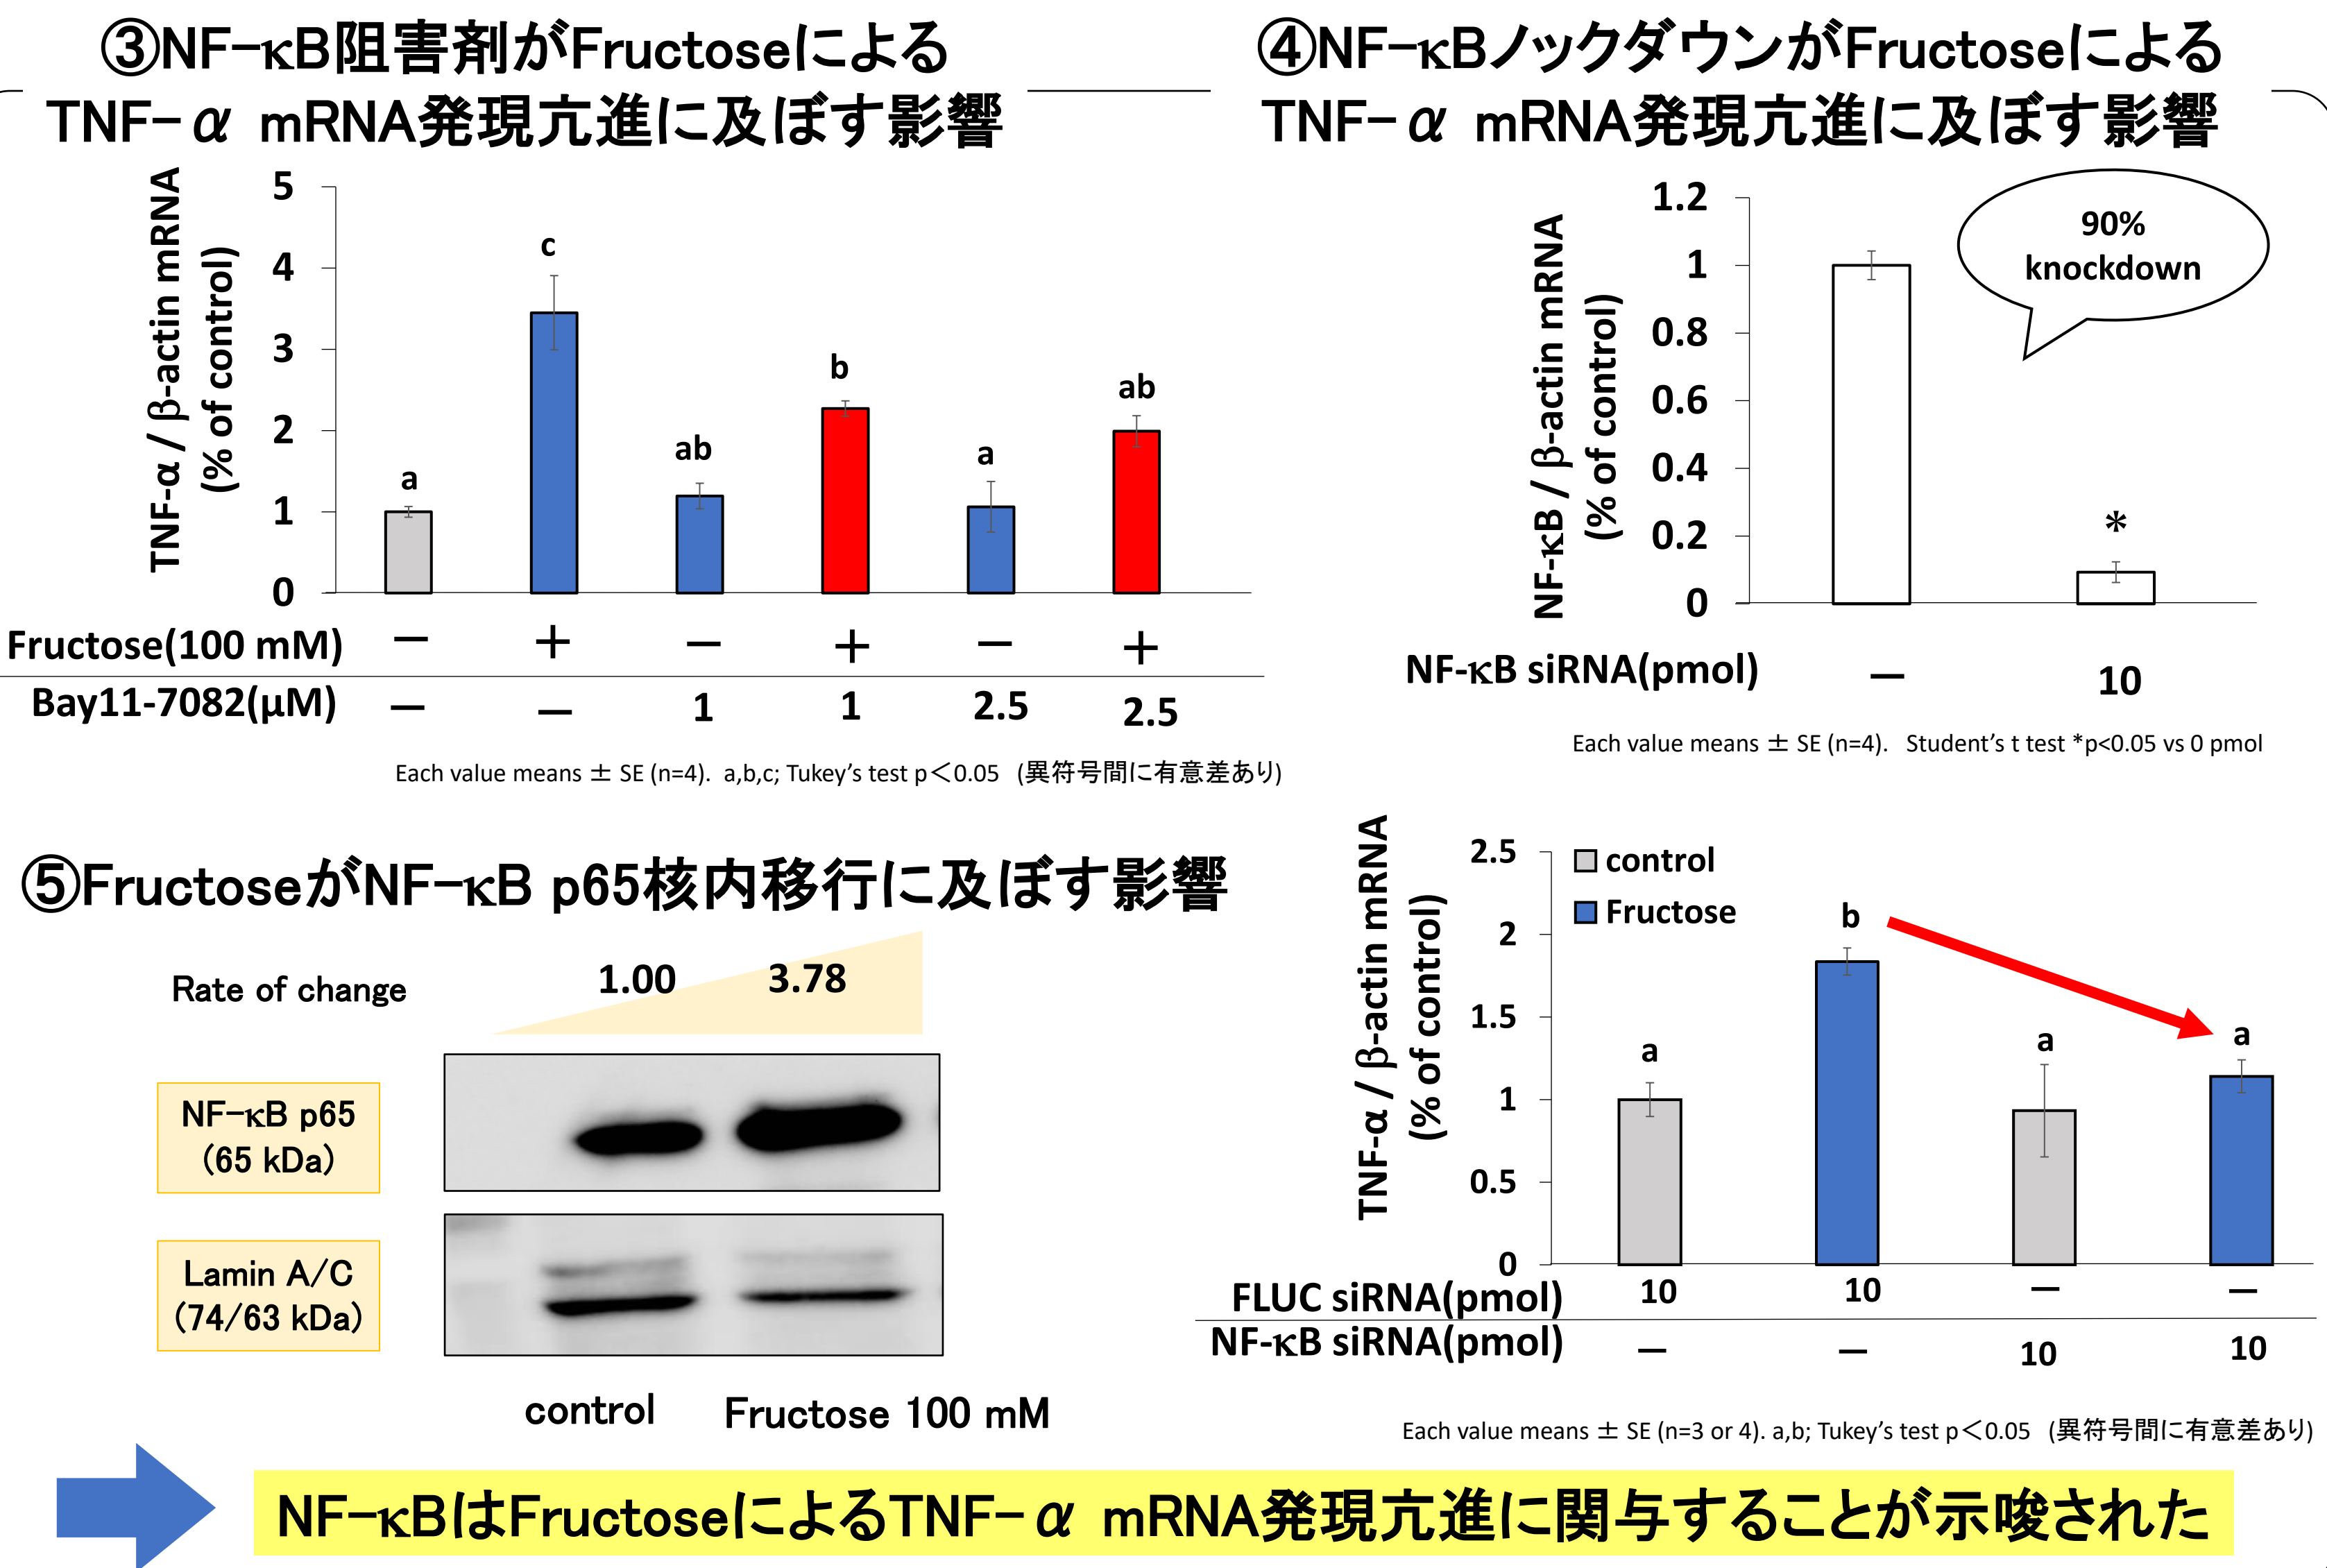 ③NF-κB阻害剤がFructoseによる
TNF-α mRNA発現亢進に及ぼす影響
TNF-α / β-actin mRNA
(% of control)
5
4
3
2
1
0
a
c
ab
b
a
ab
Fructose(100 mM) － ＋ － ＋ － ＋
Bay11-7082(μM) － － 1 1 2.5 2.5
Each value means ± SE (n=4). a,b,c; Tukey's test p＜0.05 (異符号間に有意差あり)
④NF-κBノックダウンがFructoseによる
TNF-α mRNA発現亢進に及ぼす影響
NF-κB / β-actin mRNA
(% of control)
1.2
1
0.8
0.6
0.4
0.2
0
90%
knockdown
*
NF-κB siRNA(pmol) － 10
Each value means ± SE (n=4). Student's t test *p<0.05 vs 0 pmol
TNF-α / β-actin mRNA
(% of control)
2.5
2
1.5
1
0.5
0
control
Fructose
a
b
a
a
FLUC siRNA(pmol) 10 10 － －
NF-κB siRNA(pmol) － － 10 10
Each value means ± SE (n=3 or 4). a,b; Tukey's test p＜0.05 (異符号間に有意差あり)
⑤FructoseがNF-κB p65核内移行に及ぼす影響
Rate of change 1.00 3.78
NF-κB p65
(65 kDa)
Lamin A/C
(74/63 kDa)
control Fructose 100 mM
NF-κBはFructoseによるTNF-α mRNA発現亢進に関与することが示唆された